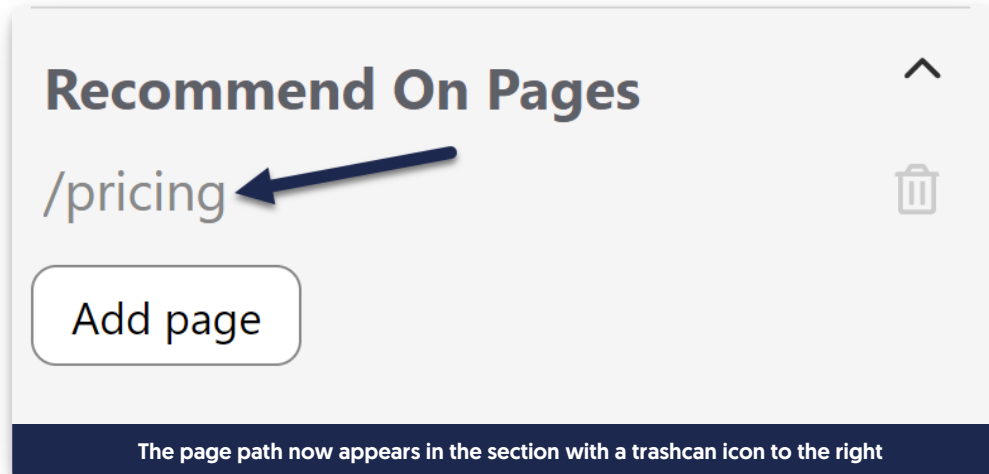 Recommend On Pages
/pricing
Add page
The page path now appears in the section with a trashcan icon to the right